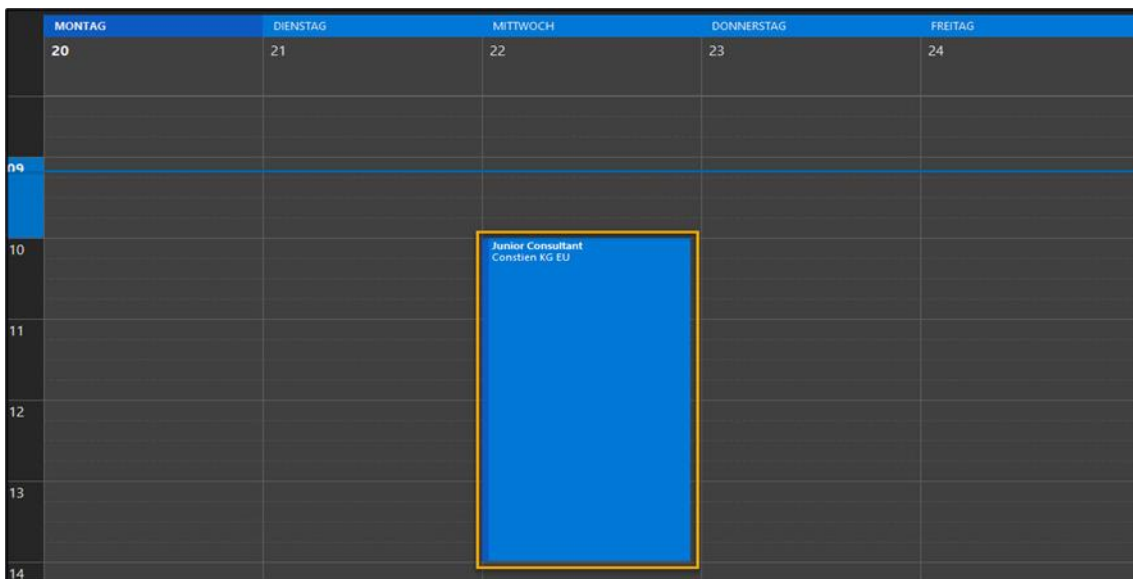 MONTAG DIENSTAG MITTWOCH DONNERSTAG FREITAG
20 21 22 23 24
09
10
Junior Consultant
Constien KG EU
11
12
13
14